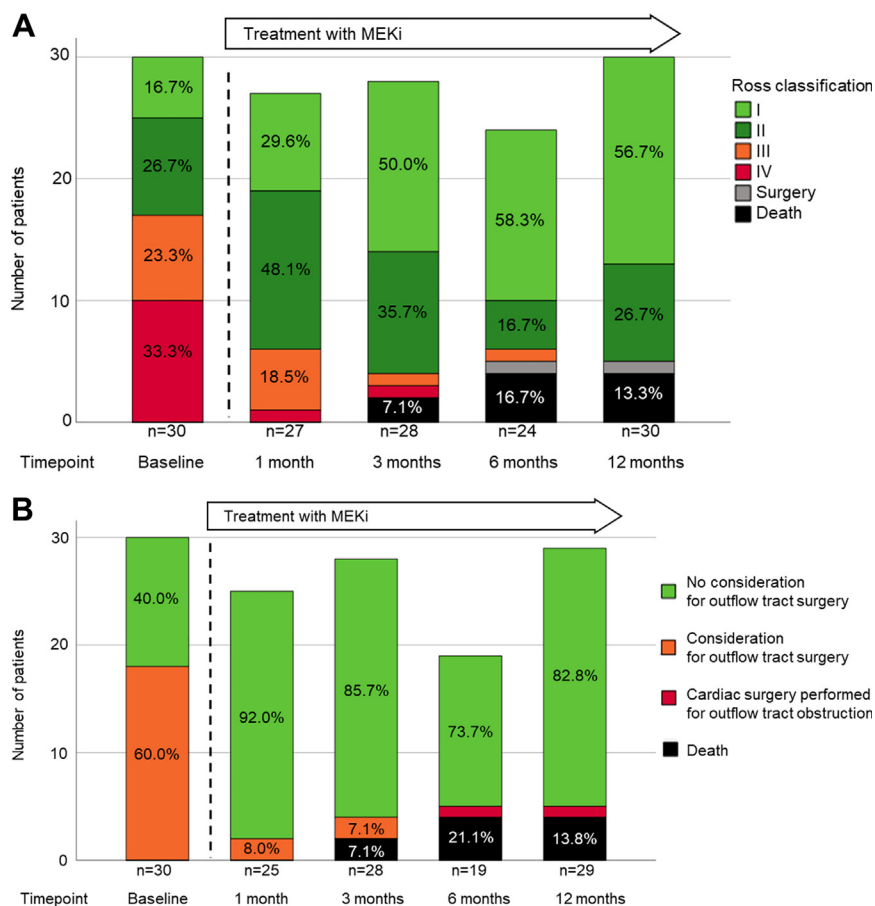 A
Treatment with MEKi
Number of patients
30
20
10
0
16.7%
26.7%
23.3%
33.3%
29.6%
48.1%
18.5%
50.0%
35.7%
7.1%
58.3%
16.7%
16.7%
56.7%
26.7%
13.3%
Ross classification
I
II
III
IV
Surgery
Death
n=30 n=27 n=28 n=24 n=30
Timepoint Baseline 1 month 3 months 6 months 12 months
B
Treatment with MEKi
Number of patients
30
20
10
0
40.0%
60.0%
92.0%
8.0%
85.7%
7.1%
7.1%
73.7%
21.1%
82.8%
13.8%
No consideration
for outflow tract surgery
Consideration
for outflow tract surgery
Cardiac surgery performed
for outflow tract obstruction
Death
n=30 n=25 n=28 n=19 n=29
Timepoint Baseline 1 month 3 months 6 months 12 months